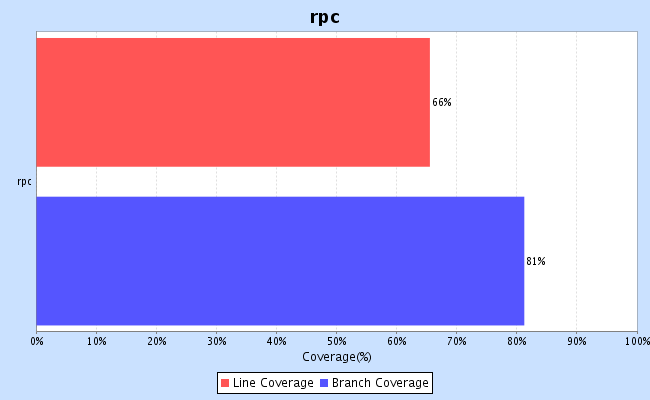 rpc
66%
rpc
81%
0% 10% 20% 30% 40% 50% 60% 70% 80% 90% 100%
Coverage(%)
Line Coverage Branch Coverage